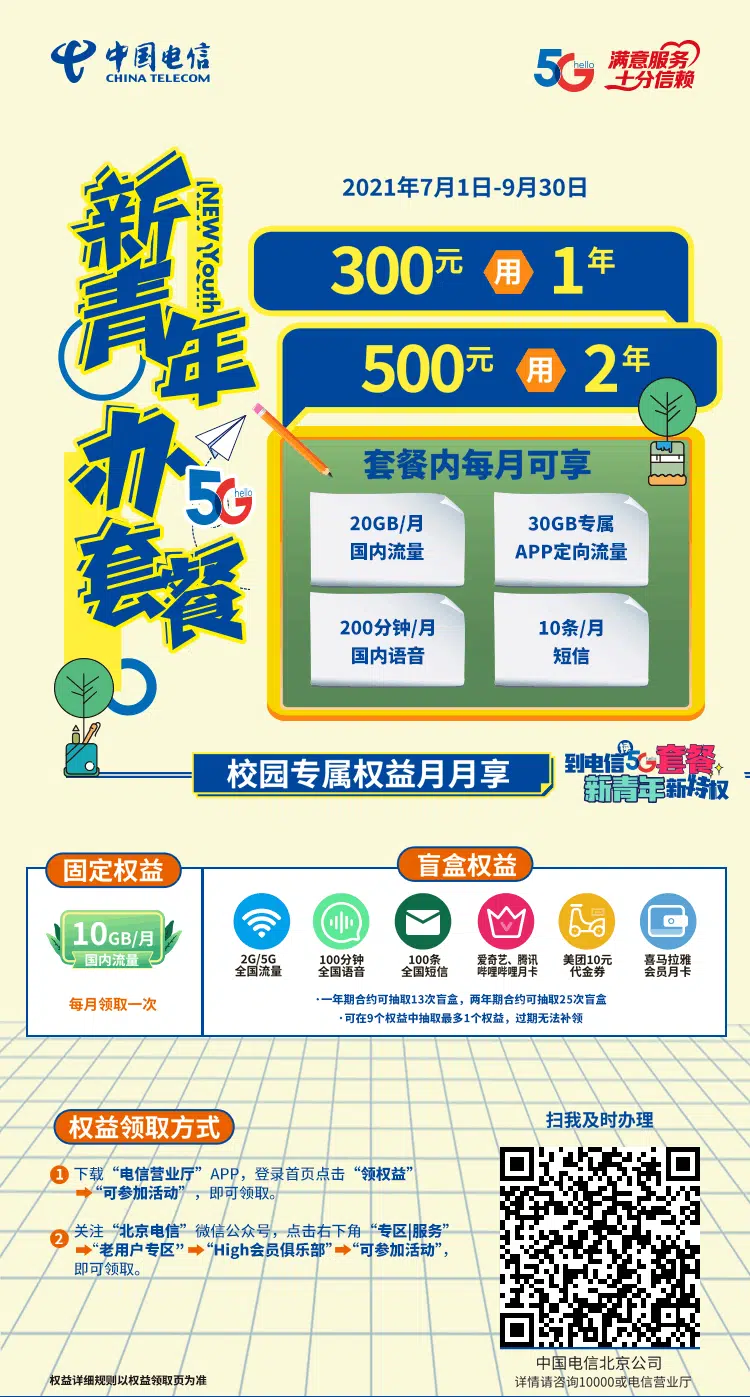 中国电信
CHINA TELECOM
5G hello
满意服务
十分信赖
新青年
NEW Youth
办
套餐
5G hello
2021年7月1日-9月30日
300元 用 1年
500元 用 2年
套餐内每月可享
20GB/月
国内流量
30GB专属
APP定向流量
200分钟/月
国内语音
10条/月
短信
校园专属权益月月享
到电信
5G套餐
新青年新特权
固定权益
10GB/月
国内流量
每月领取一次
盲盒权益
2G/5G
全国流量
100分钟
全国语音
100条
全国短信
爱奇艺、腾讯
哔哩哔哩月卡
美团10元
代金券
喜马拉雅
会员月卡
·一年期合约可抽取13次盲盒，两年期合约可抽取25次盲盒
·可在9个权益中抽取最多1个权益，过期无法补领
权益领取方式
1 下载“电信营业厅”APP，登录首页点击“领权益”
➡“可参加活动”，即可领取。
2 关注“北京电信”微信公众号，点击右下角“专区|服务”
➡“老用户专区”➡“High会员俱乐部”➡“可参加活动”，
即可领取。
扫我及时办理
中国电信北京公司
详情请咨询10000或电信营业厅
权益详细规则以权益领取页为准